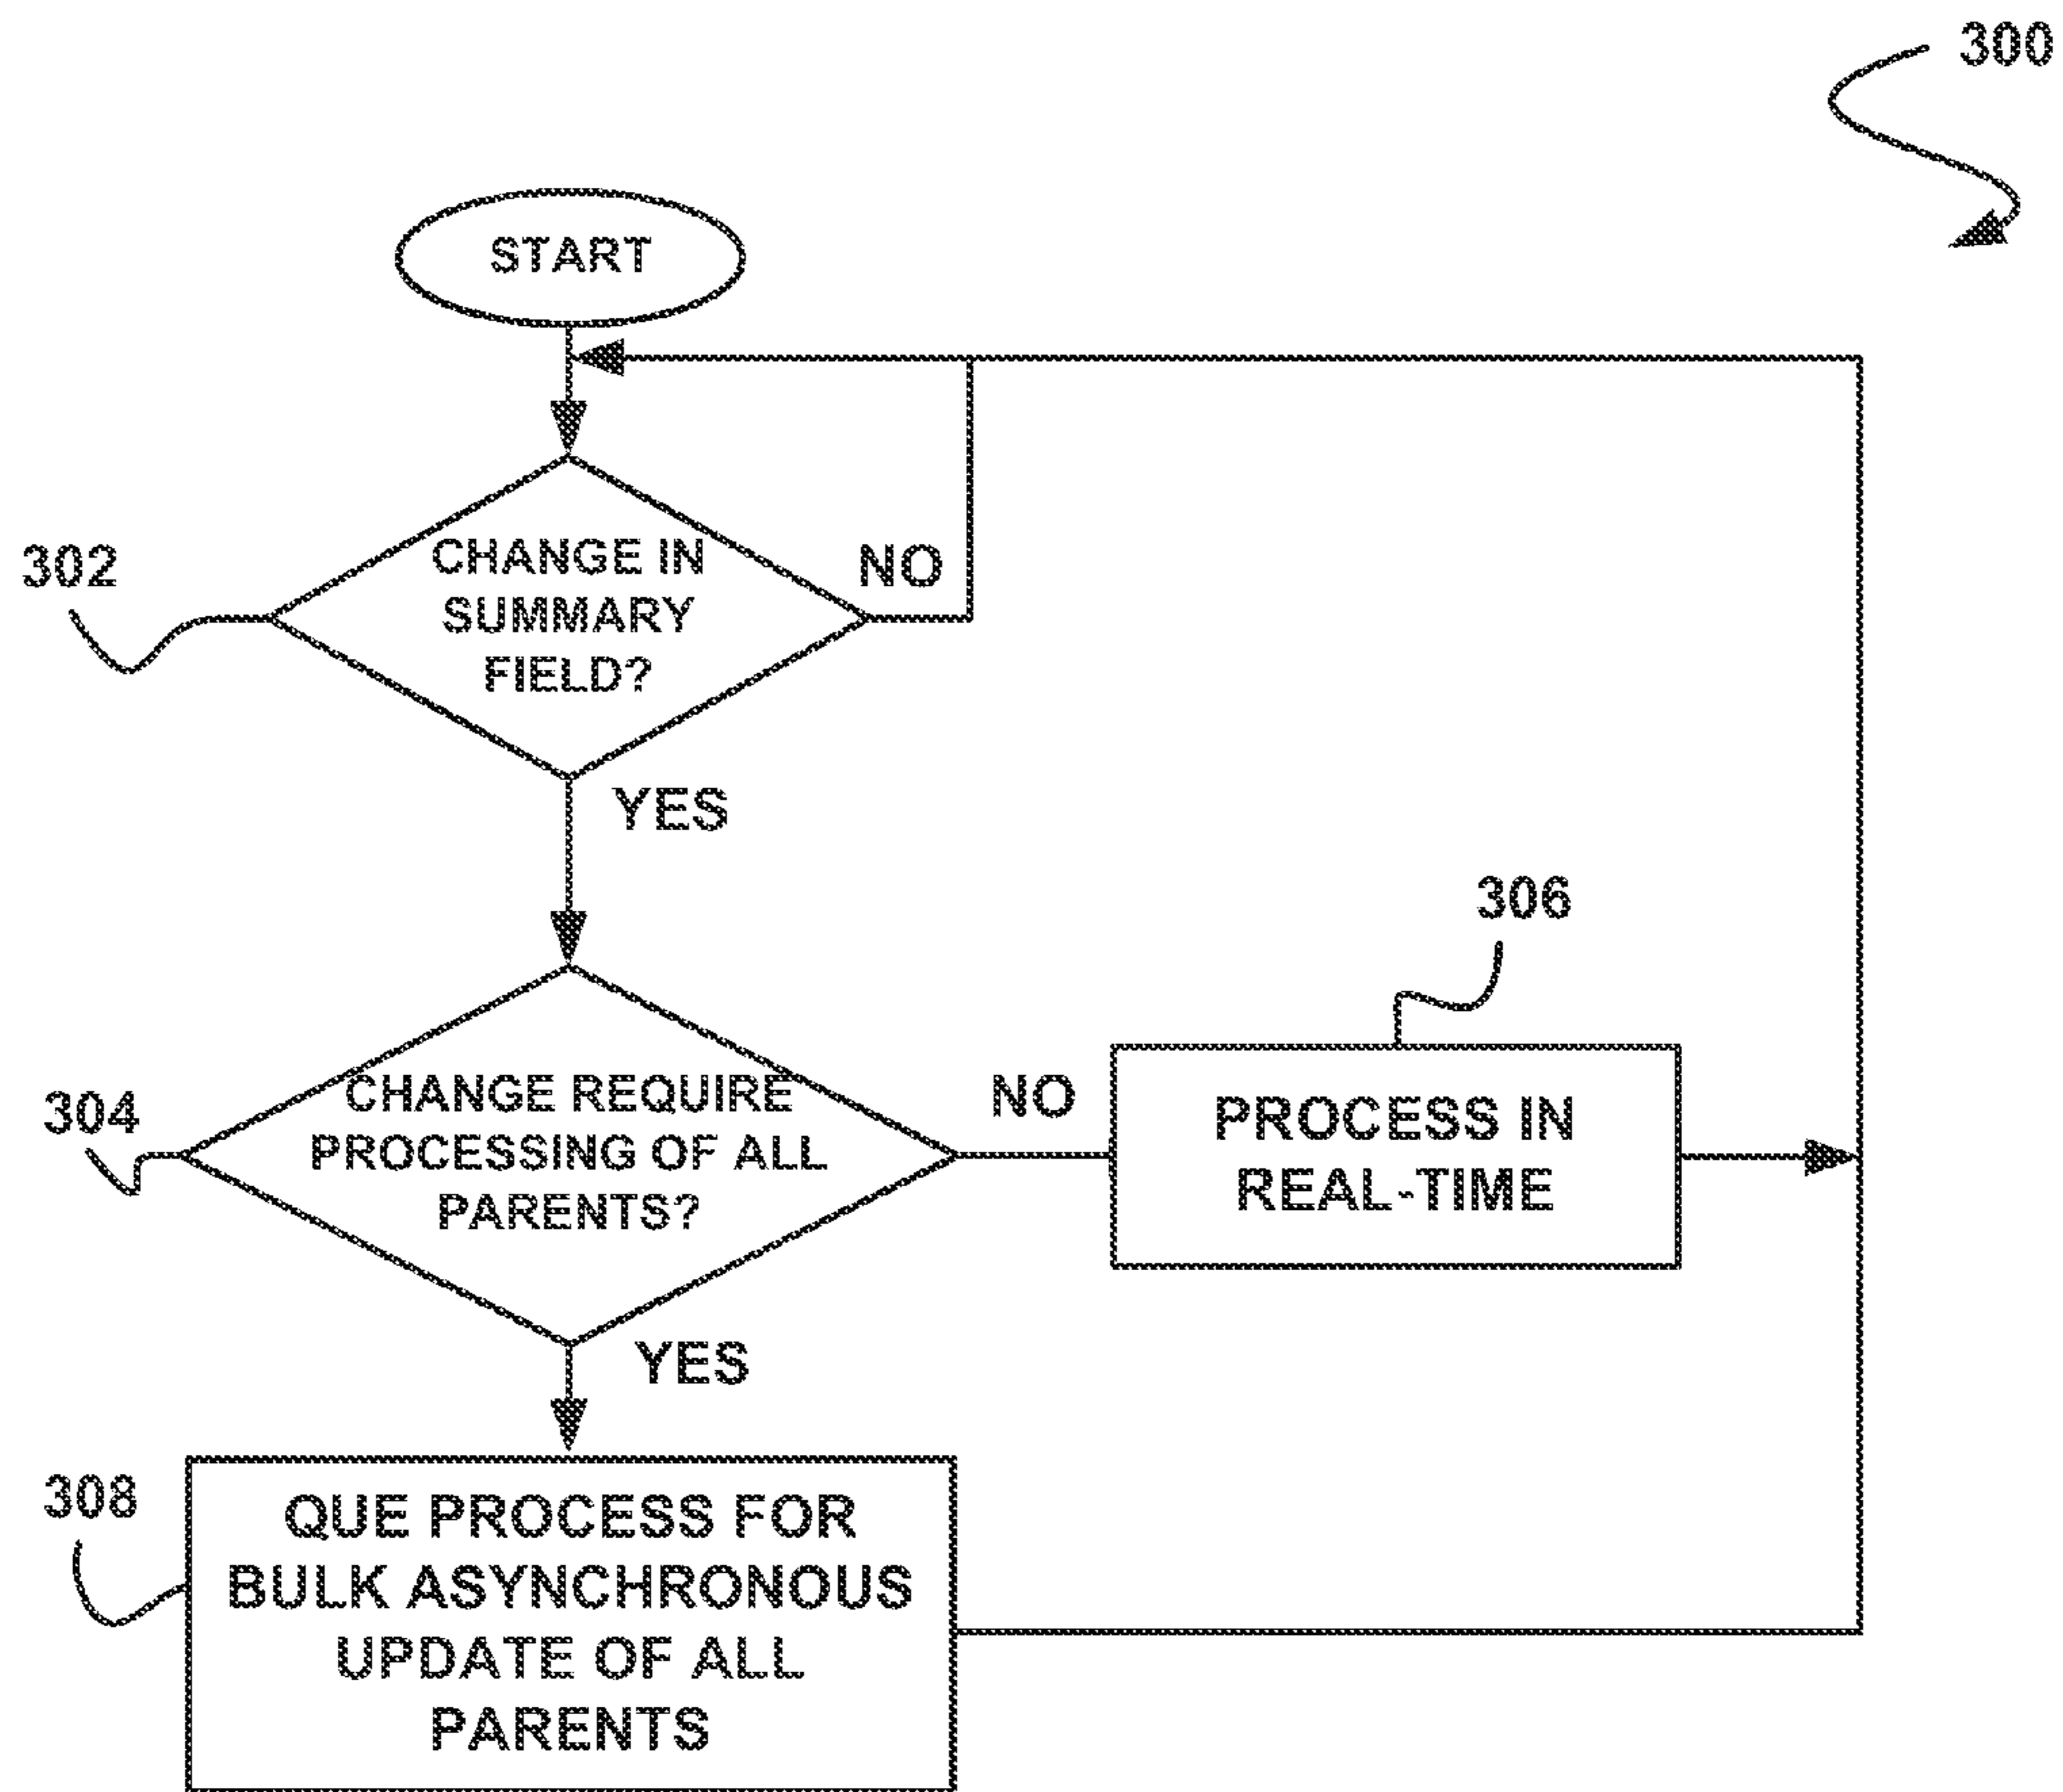 300
START
302
CHANGE IN
SUMMARY
FIELD?
NO
YES
304
CHANGE REQUIRE
PROCESSING OF ALL
PARENTS?
NO
306
PROCESS IN
REAL-TIME
YES
308
QUE PROCESS FOR
BULK ASYNCHRONOUS
UPDATE OF ALL
PARENTS